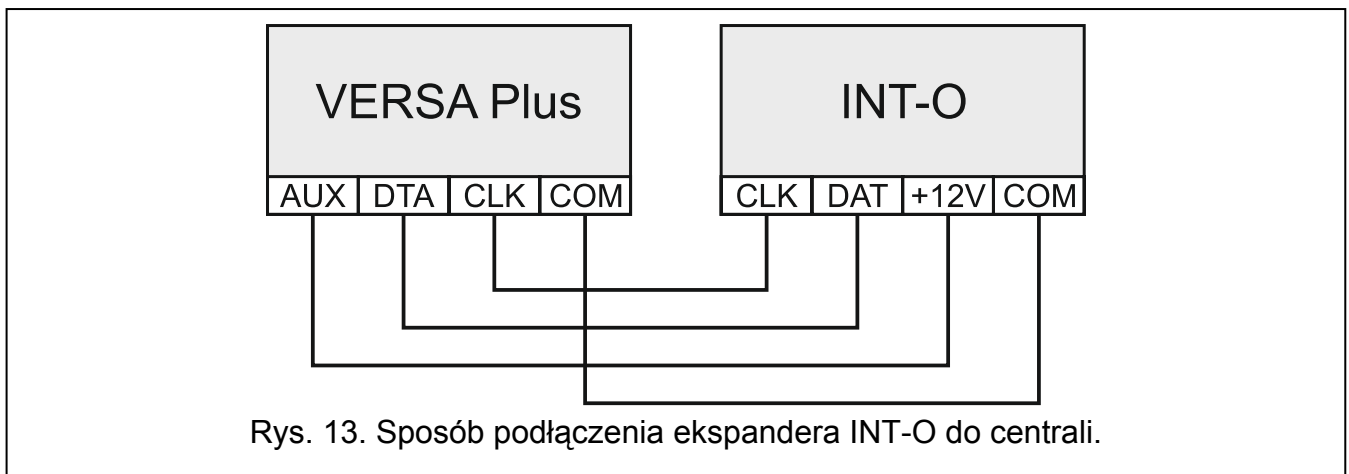 VERSA Plus
INT-O
AUX DTA CLK COM
CLK DAT +12V COM
Rys. 13. Sposób podłączenia ekspandera INT-O do centrali.